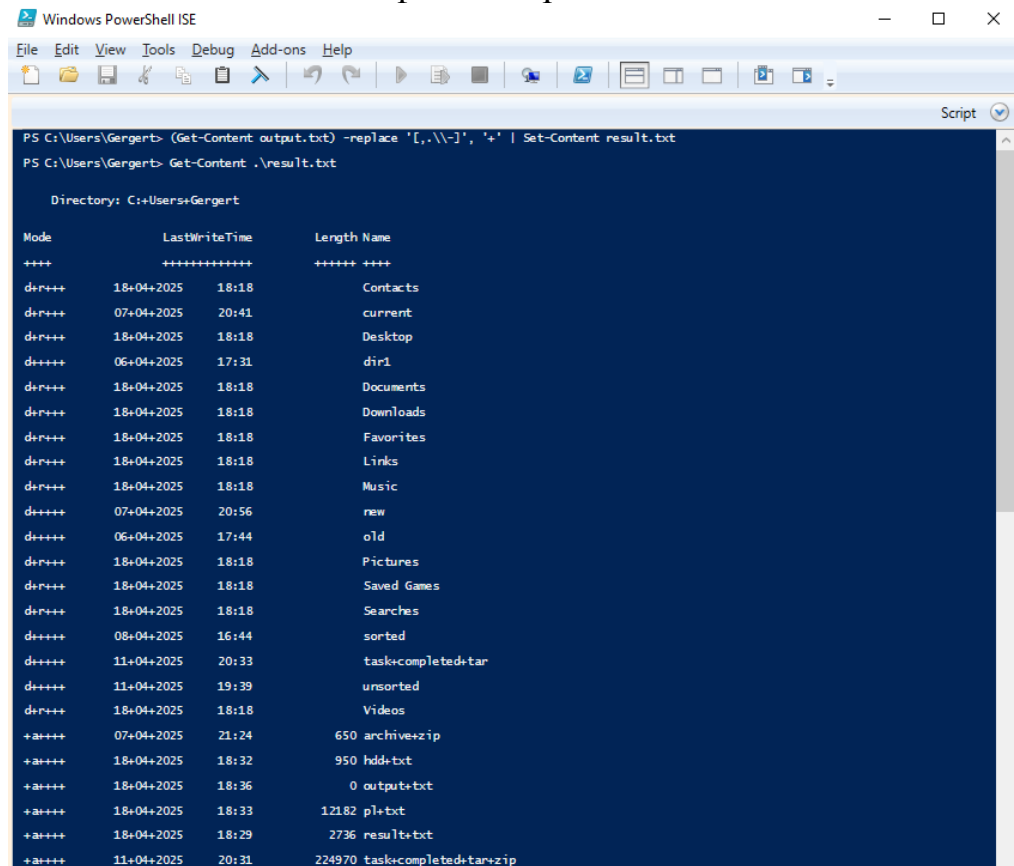 Windows PowerShell ISE
File Edit View Tools Debug Add-ons Help
Script
PS C:\Users\Gergert> (Get-Content output.txt) -replace '[,.\\-]', '+' | Set-Content result.txt
PS C:\Users\Gergert> Get-Content .\result.txt
Directory: C:+Users+Gergert
Mode LastWriteTime Length Name
++++ +++++++++++++ ++++++ ++++
d+r+++ 18+04+2025 18:18 Contacts
d+r+++ 07+04+2025 20:41 current
d+r+++ 18+04+2025 18:18 Desktop
d+++++ 06+04+2025 17:31 dir1
d+r+++ 18+04+2025 18:18 Documents
d+r+++ 18+04+2025 18:18 Downloads
d+r+++ 18+04+2025 18:18 Favorites
d+r+++ 18+04+2025 18:18 Links
d+r+++ 18+04+2025 18:18 Music
d+++++ 07+04+2025 20:56 new
d+++++ 06+04+2025 17:44 old
d+r+++ 18+04+2025 18:18 Pictures
d+r+++ 18+04+2025 18:18 Saved Games
d+r+++ 18+04+2025 18:18 Searches
d+++++ 08+04+2025 16:44 sorted
d+++++ 11+04+2025 20:33 task+completed+tar
d+++++ 11+04+2025 19:39 unsorted
d+r+++ 18+04+2025 18:18 Videos
+a++++ 07+04+2025 21:24 650 archive+zip
+a++++ 18+04+2025 18:32 950 hdd+txt
+a++++ 18+04+2025 18:36 0 output+txt
+a++++ 18+04+2025 18:33 12182 pl+txt
+a++++ 18+04+2025 18:29 2736 result+txt
+a++++ 11+04+2025 20:31 224970 task+completed+tar+zip